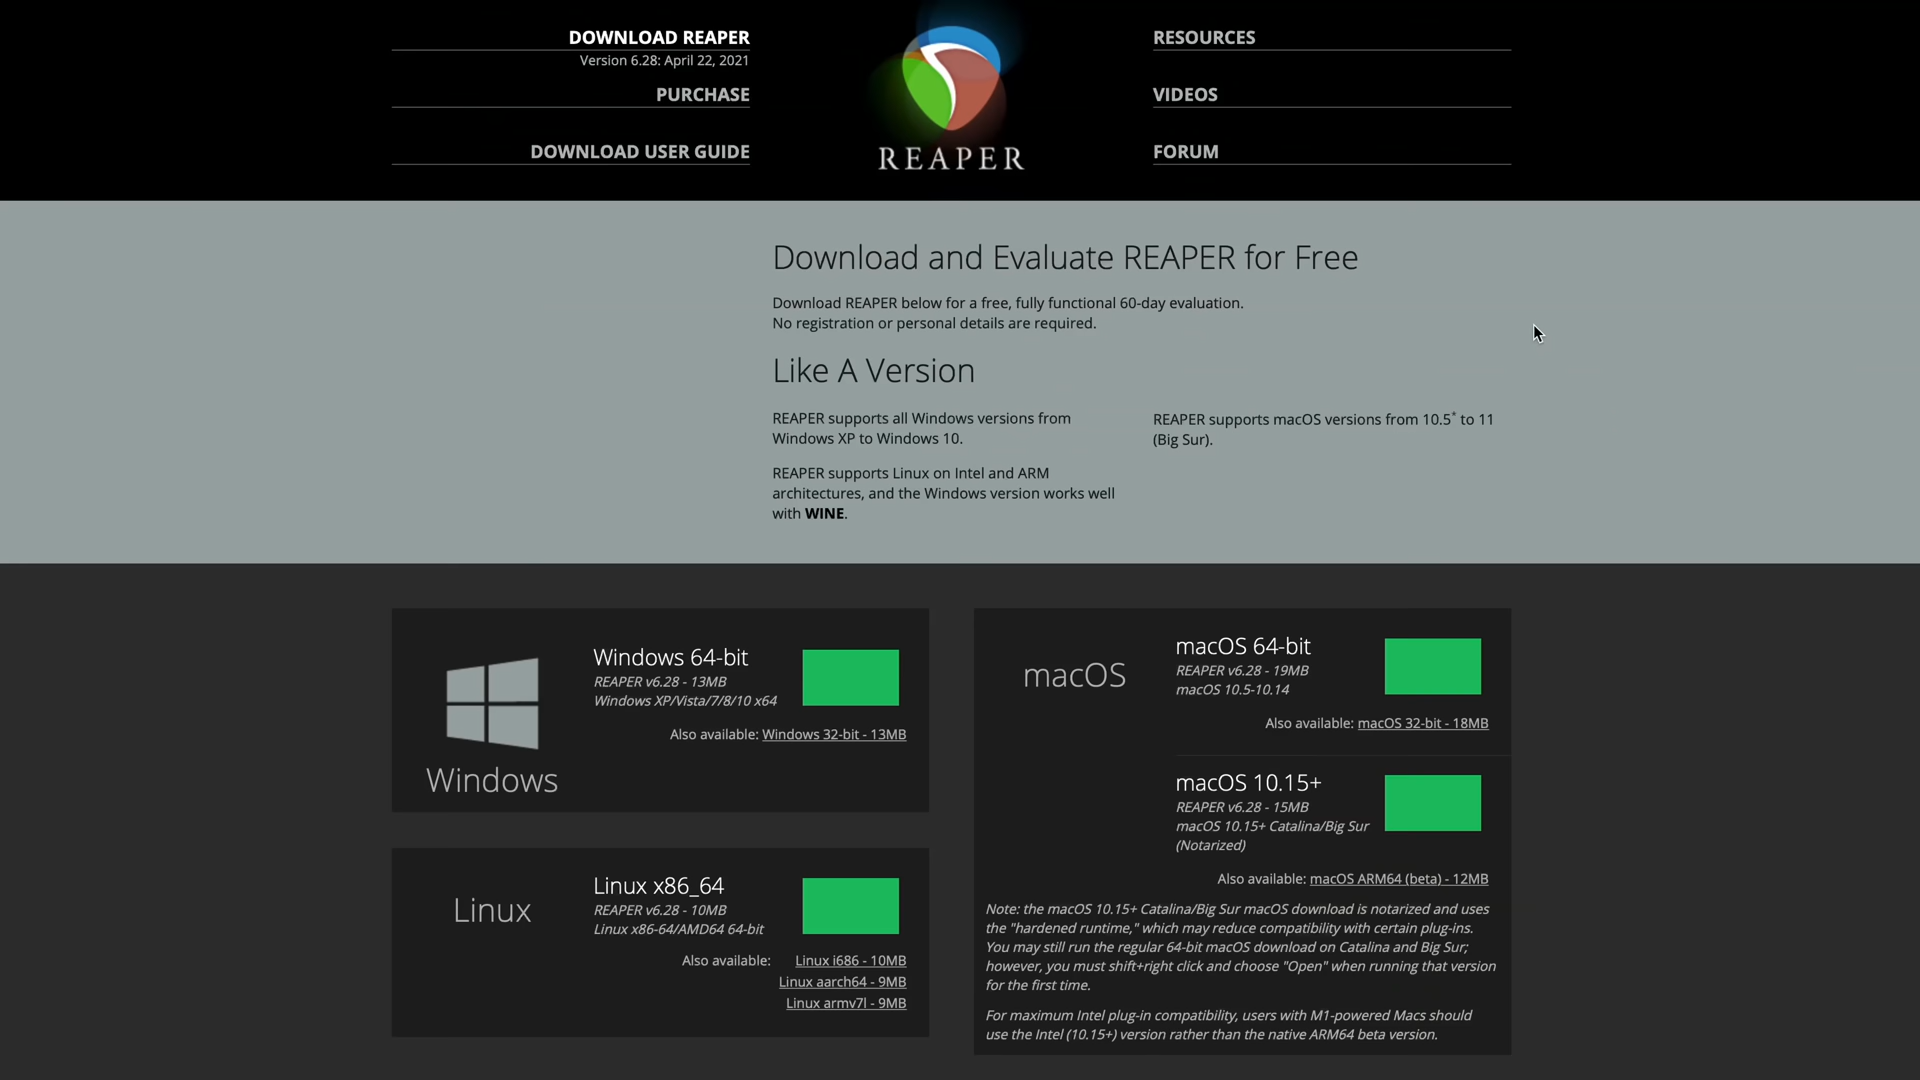 DOWNLOAD REAPER
Version 6.28: April 22, 2021
PURCHASE
DOWNLOAD USER GUIDE
REAPER
RESOURCES
VIDEOS
FORUM
Download and Evaluate REAPER for Free
Download REAPER below for a free, fully functional 60-day evaluation.
No registration or personal details are required.
Like A Version
REAPER supports all Windows versions from
Windows XP to Windows 10.
REAPER supports Linux on Intel and ARM
architectures, and the Windows version works well
with WINE.
REAPER supports macOS versions from 10.5* to 11
(Big Sur).
Windows
Windows 64-bit
REAPER v6.28 - 13MB
Windows XP/Vista/7/8/10 x64
Also available: Windows 32-bit - 13MB
Linux
Linux x86_64
REAPER v6.28 - 10MB
Linux x86-64/AMD64 64-bit
Also available: Linux i686 - 10MB
Linux aarch64 - 9MB
Linux armv7l - 9MB
macOS
macOS 64-bit
REAPER v6.28 - 19MB
macOS 10.5-10.14
Also available: macOS 32-bit - 18MB
macOS 10.15+
REAPER v6.28 - 15MB
macOS 10.15+ Catalina/Big Sur
(Notarized)
Also available: macOS ARM64 (beta) - 12MB
Note: the macOS 10.15+ Catalina/Big Sur macOS download is notarized and uses
the "hardened runtime," which may reduce compatibility with certain plug-ins.
You may still run the regular 64-bit macOS download on Catalina and Big Sur;
however, you must shift+right click and choose "Open" when running that version
for the first time.
For maximum Intel plug-in compatibility, users with M1-powered Macs should
use the Intel (10.15+) version rather than the native ARM64 beta version.